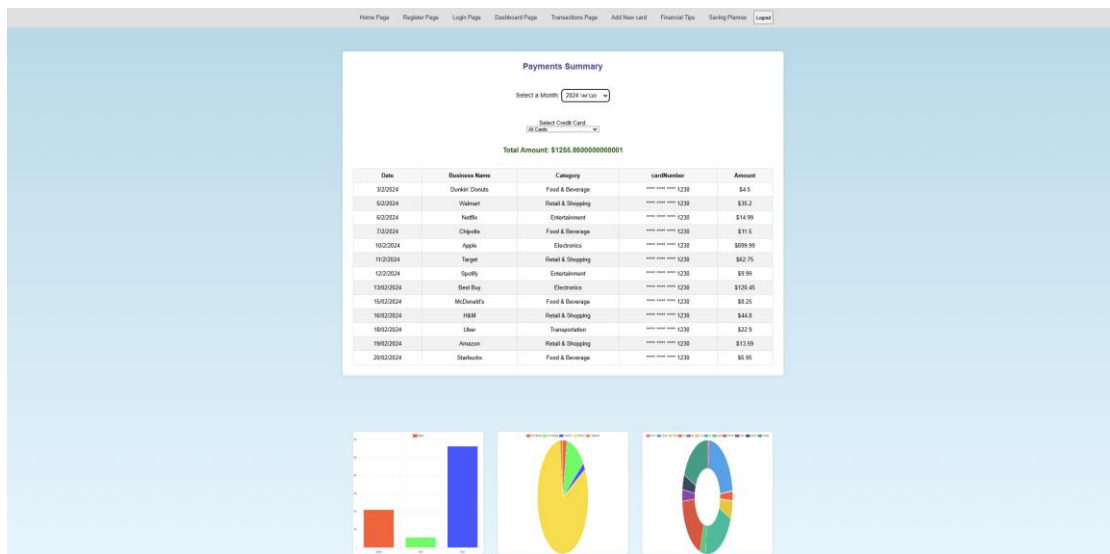 Home Page Register Page Login Page Dashboard Page Transactions Page Add New card Financial Tips Saving Planner Logout
Payments Summary
Select a Month: פברואר 2024
Select Credit Card:
All Cards
Total Amount: $1255.8600000000001
Date Business Name Category cardNumber Amount
3/2/2024 Dunkin' Donuts Food & Beverage **** **** **** 1230 $4.5
5/2/2024 Walmart Retail & Shopping **** **** **** 1230 $35.2
6/2/2024 Netflix Entertainment **** **** **** 1230 $14.99
7/2/2024 Chipotle Food & Beverage **** **** **** 1230 $11.5
10/2/2024 Apple Electronics **** **** **** 1230 $899.99
11/2/2024 Target Retail & Shopping **** **** **** 1230 $62.75
12/2/2024 Spotify Entertainment **** **** **** 1230 $9.99
13/02/2024 Best Buy Electronics **** **** **** 1230 $120.45
15/02/2024 McDonald's Food & Beverage **** **** **** 1230 $8.25
16/02/2024 H&M Retail & Shopping **** **** **** 1230 $44.8
18/02/2024 Uber Transportation **** **** **** 1230 $22.9
19/02/2024 Amazon Retail & Shopping **** **** **** 1230 $13.59
20/02/2024 Starbucks Food & Beverage **** **** **** 1230 $6.95